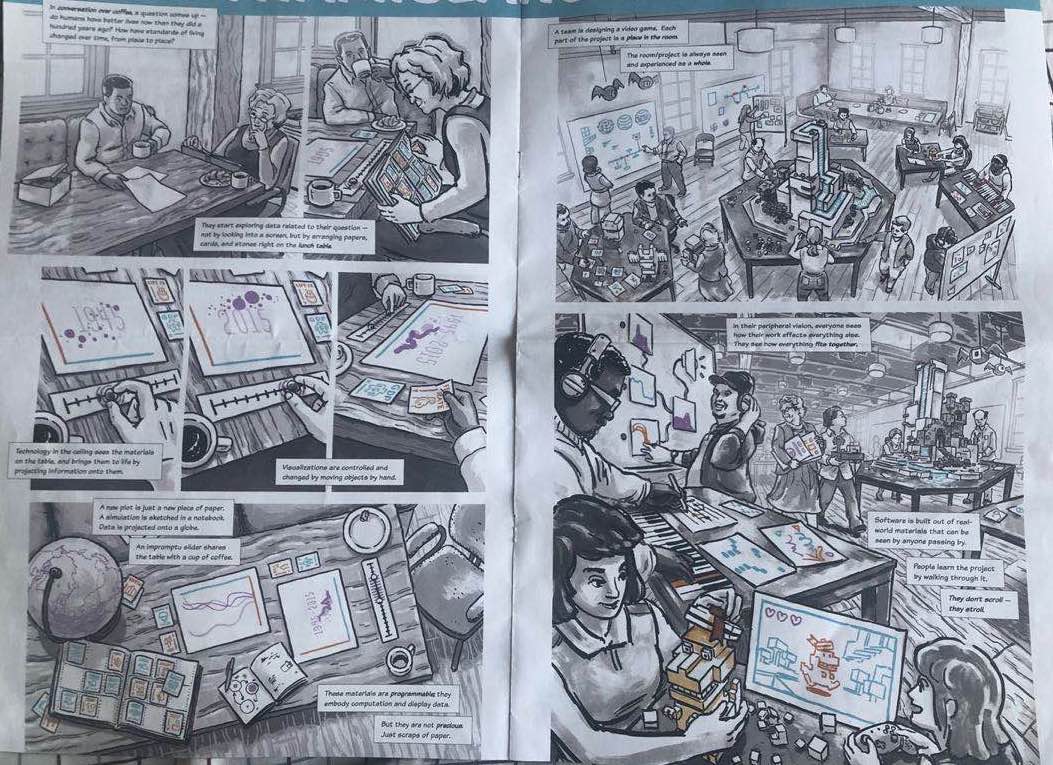 In conversation over coffee, a question comes up —
do humans have better lives now than they did a
hundred years ago? How have standards of living
changed over time, from place to place?
1905
They start exploring data related to their question —
not by looking into a screen, but by arranging papers,
cards, and stones right on the lunch table.
1975
2015
Technology in the ceiling sees the materials
on the table, and brings them to life by
projecting information onto them.
Visualizations are controlled and
changed by moving objects by hand.
A new plot is just a new piece of paper.
A simulation is sketched in a notebook.
Data is projected onto a globe.
An impromptu slider shares
the table with a cup of coffee.
These materials are programmable; they
embody computation and display data.
But they are not precious.
Just scraps of paper.
A team is designing a video game. Each
part of the project is a place in the room.
The room/project is always seen
and experienced as a whole.
In their peripheral vision, everyone sees
how their work affects everything else.
They see how everything fits together.
Software is built out of real-
world materials that can be
seen by anyone passing by.
People learn the project
by walking through it.
They don't scroll —
they stroll.